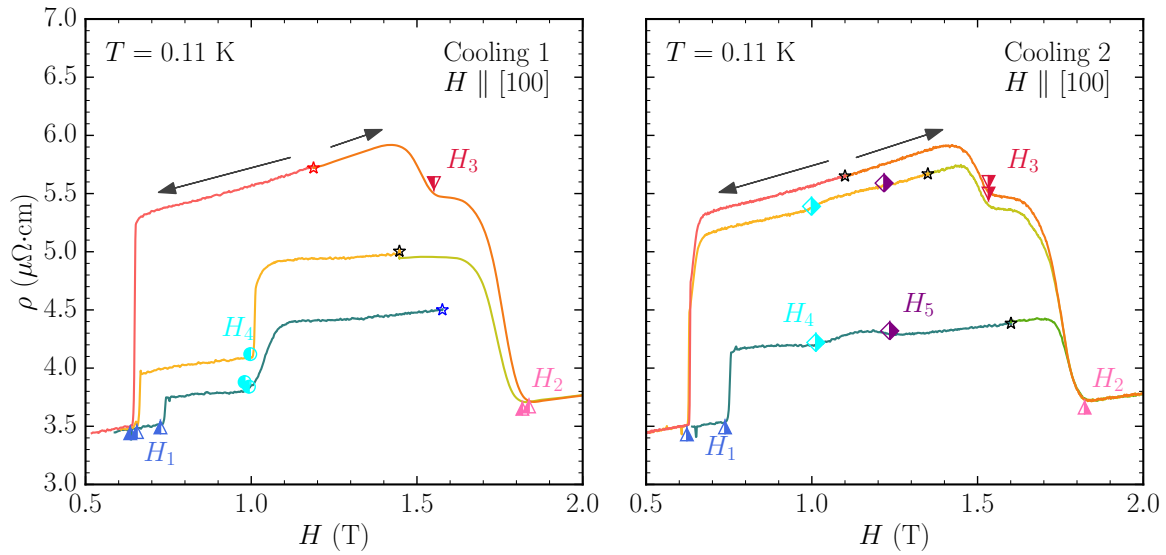 T = 0.11 K
Cooling 1
H ∥ [100]
H₃
H₄
H₂
H₁
7.0
6.5
6.0
5.5
5.0
4.5
4.0
3.5
3.0
ρ (μΩ·cm)
0.5 1.0 1.5 2.0
H (T)
T = 0.11 K
Cooling 2
H ∥ [100]
H₃
H₄
H₅
H₂
H₁
0.5 1.0 1.5 2.0
H (T)